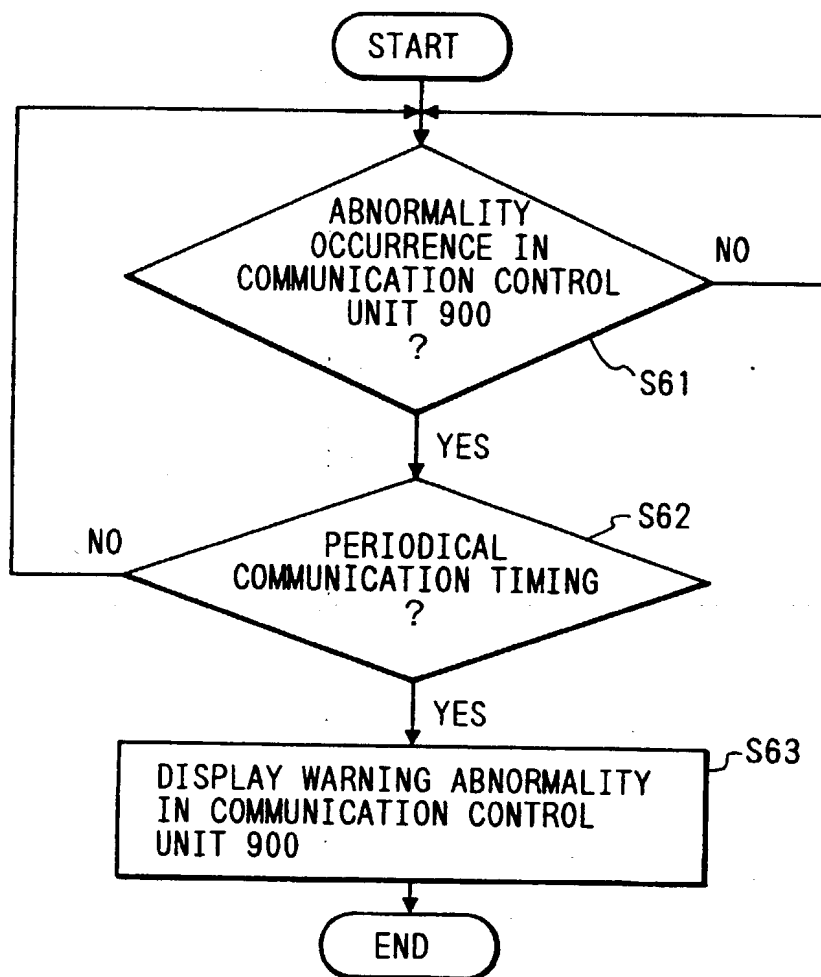 START
ABNORMALITY
OCCURRENCE IN
COMMUNICATION CONTROL
UNIT 900
?
NO
S61
YES
S62
NO
PERIODICAL
COMMUNICATION TIMING
?
YES
S63
DISPLAY WARNING ABNORMALITY
IN COMMUNICATION CONTROL
UNIT 900
END